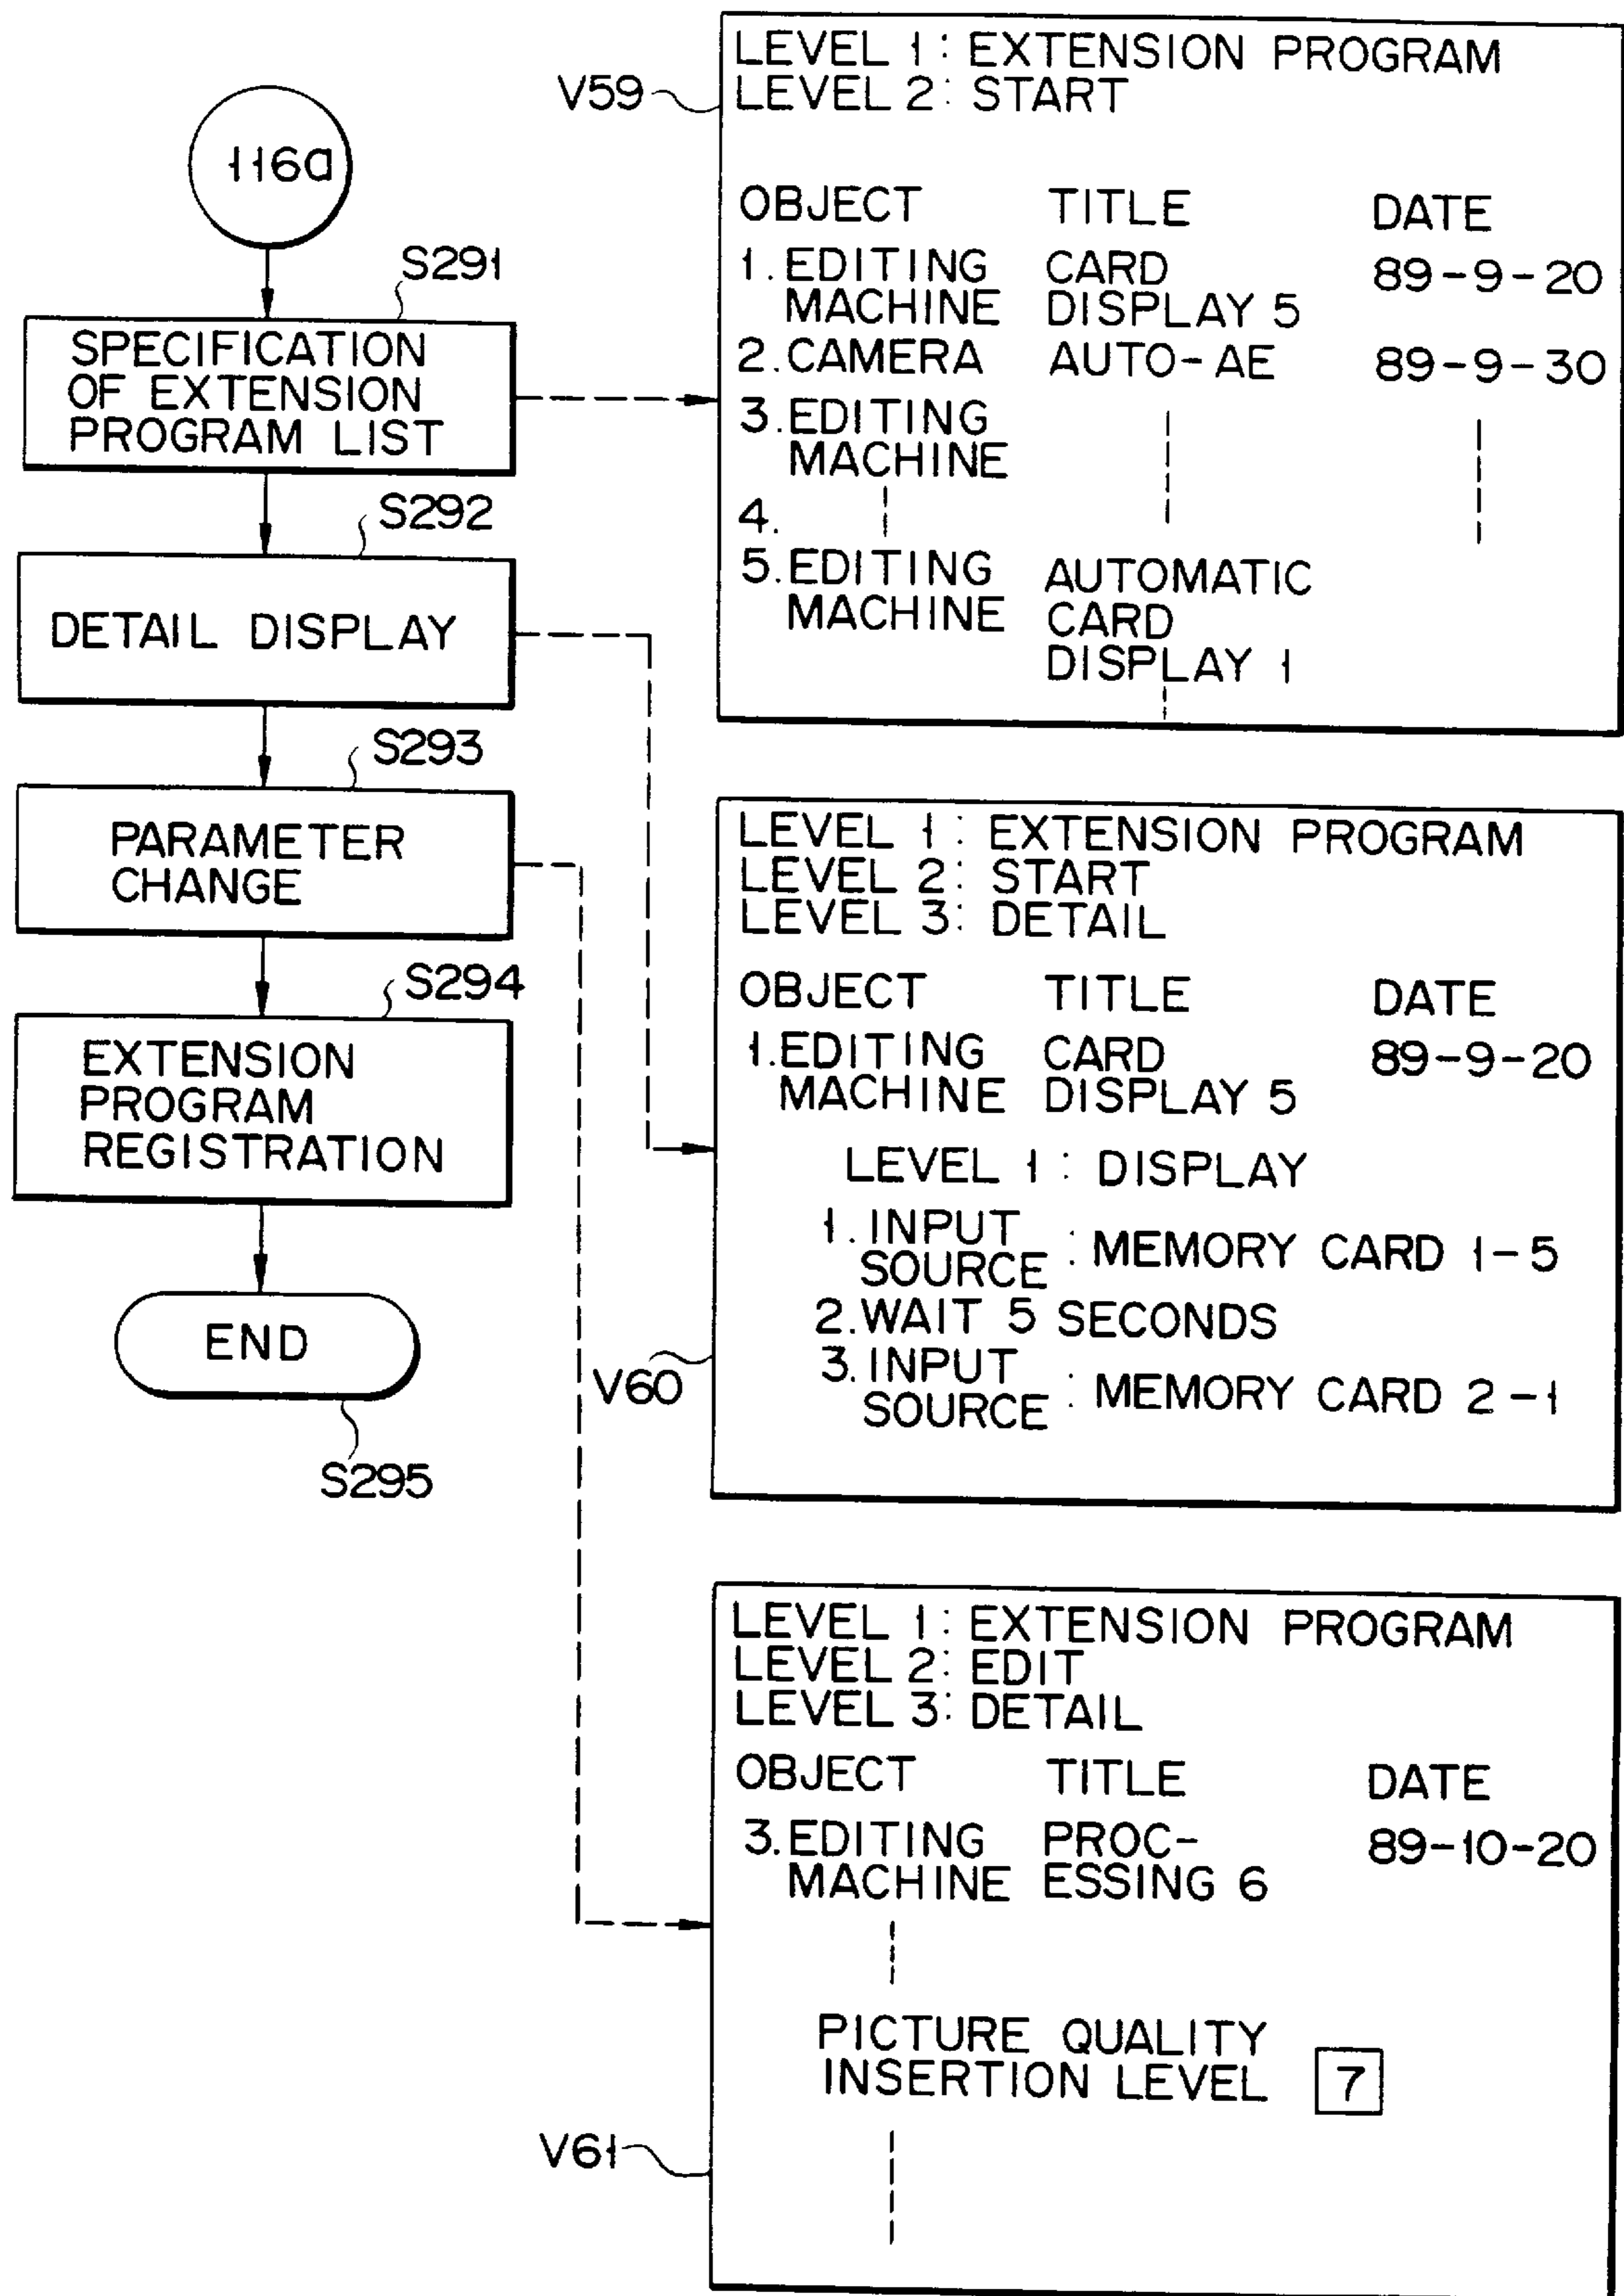 116a
S291
SPECIFICATION
OF EXTENSION
PROGRAM LIST
S292
DETAIL DISPLAY
S293
PARAMETER
CHANGE
S294
EXTENSION
PROGRAM
REGISTRATION
END
S295
V59
LEVEL 1: EXTENSION PROGRAM
LEVEL 2: START
OBJECT TITLE DATE
1. EDITING CARD 89-9-20
MACHINE DISPLAY 5
2. CAMERA AUTO-AE 89-9-30
3. EDITING
MACHINE
4.
5. EDITING AUTOMATIC
MACHINE CARD
DISPLAY 1
V60
LEVEL 1: EXTENSION PROGRAM
LEVEL 2: START
LEVEL 3: DETAIL
OBJECT TITLE DATE
1. EDITING CARD 89-9-20
MACHINE DISPLAY 5
LEVEL 1: DISPLAY
1. INPUT
SOURCE : MEMORY CARD 1-5
2. WAIT 5 SECONDS
3. INPUT
SOURCE : MEMORY CARD 2-1
V61
LEVEL 1: EXTENSION PROGRAM
LEVEL 2: EDIT
LEVEL 3: DETAIL
OBJECT TITLE DATE
3. EDITING PROC- 89-10-20
MACHINE ESSING 6
PICTURE QUALITY
INSERTION LEVEL 7